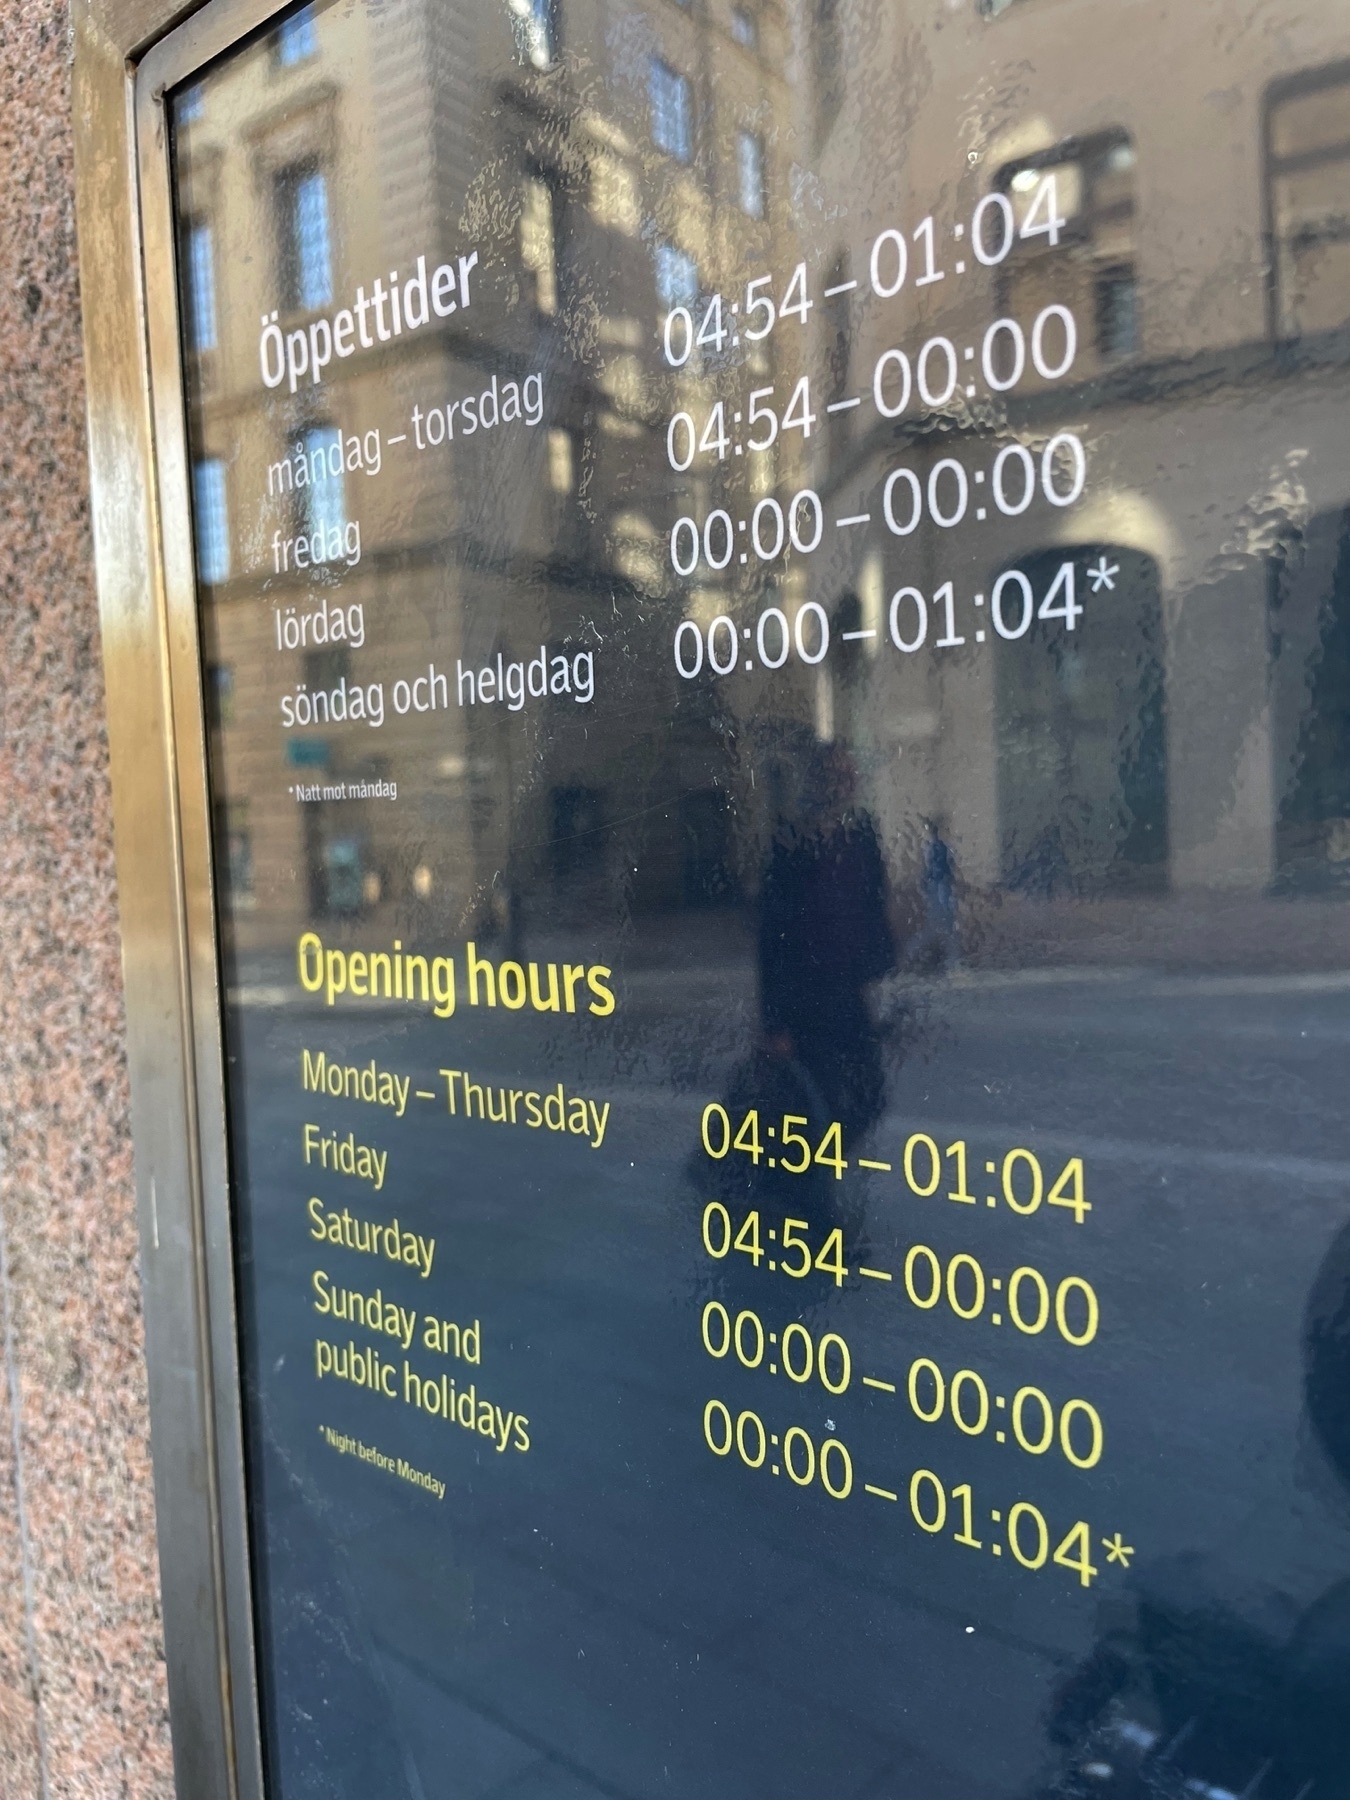 Öppettider
måndag – torsdag 04:54 – 01:04
fredag 04:54 – 00:00
lördag 00:00 – 00:00
söndag och helgdag 00:00 – 01:04*
* Natt mot måndag
Opening hours
Monday – Thursday 04:54 – 01:04
Friday 04:54 – 00:00
Saturday 00:00 – 00:00
Sunday and
public holidays 00:00 – 01:04*
* Night before Monday